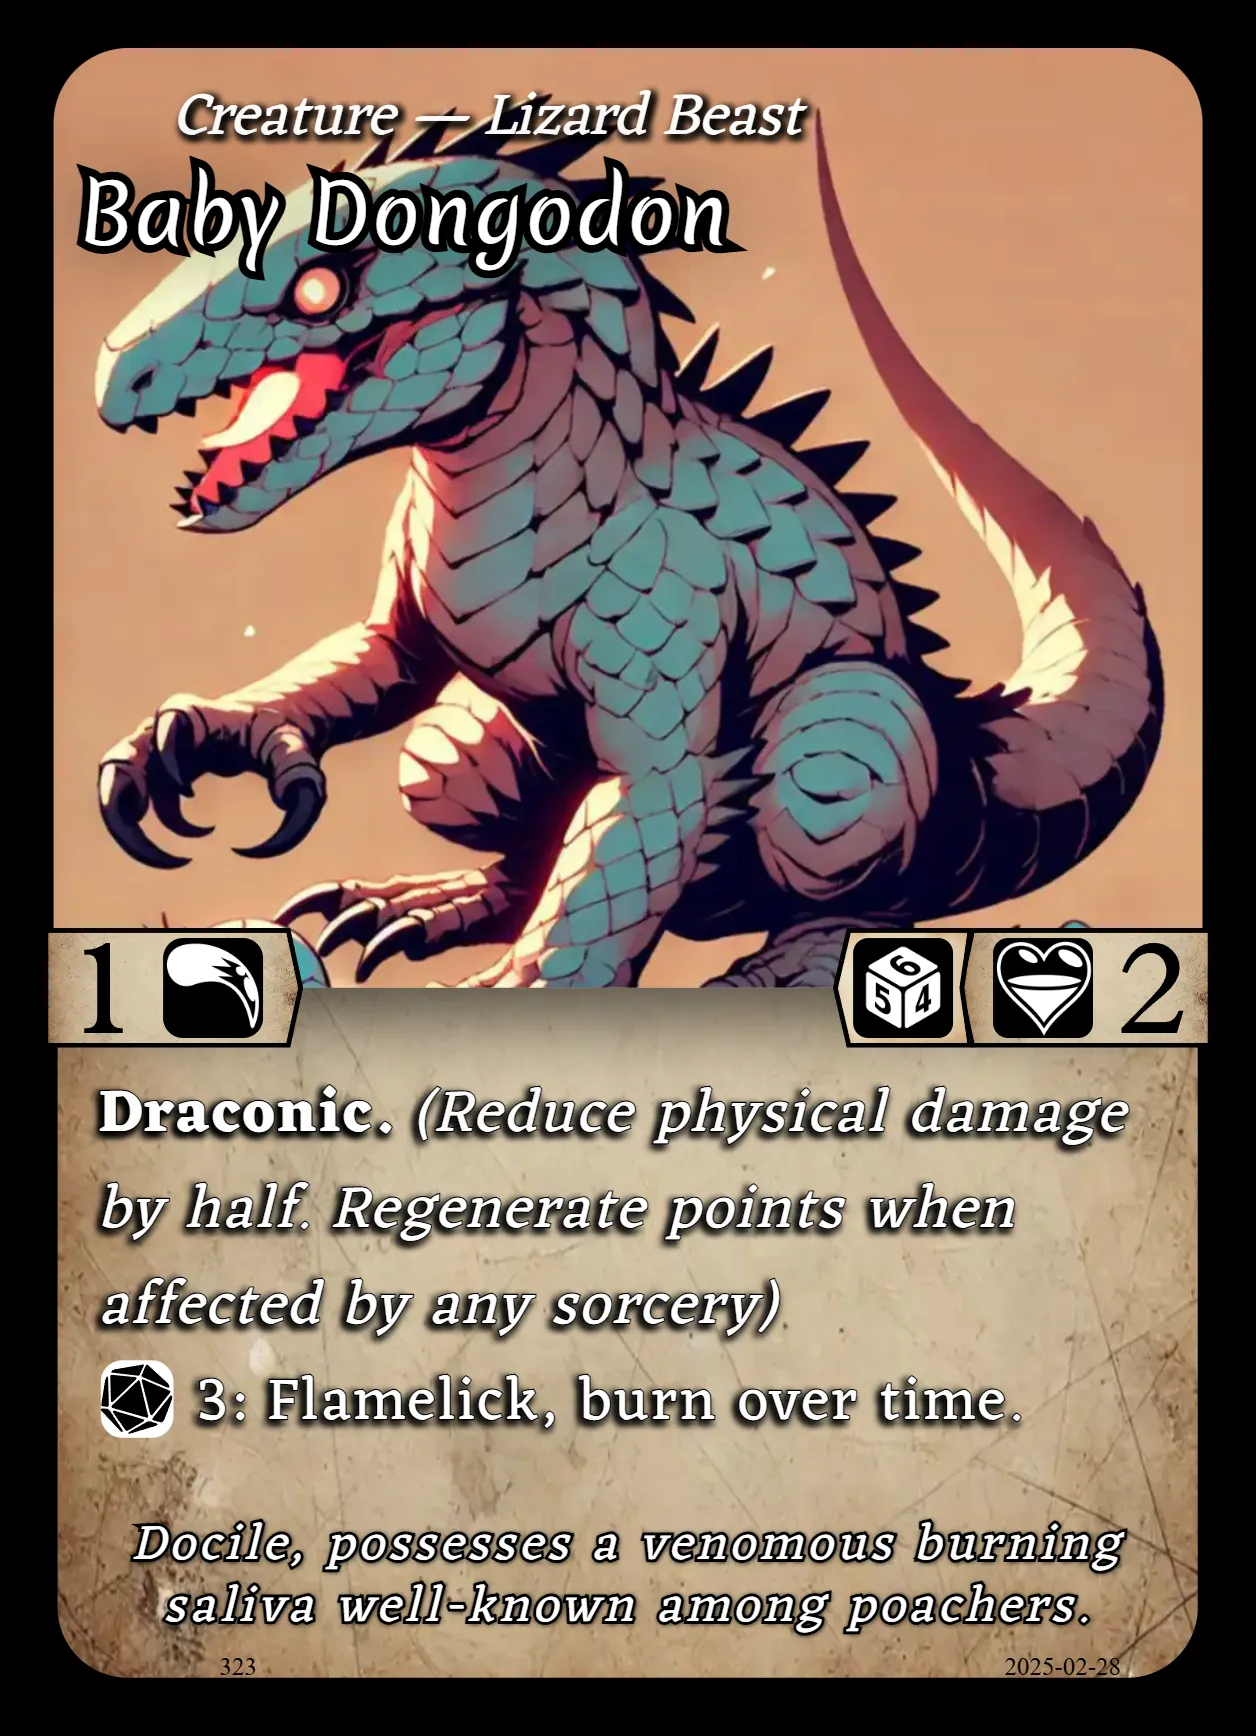 Creature — Lizard Beast
Baby Dongodon
1
6
5 4
2
Draconic. (Reduce physical damage
by half. Regenerate points when
affected by any sorcery)
3: Flamelick, burn over time.
Docile, possesses a venomous burning
saliva well-known among poachers.
323
2025-02-28